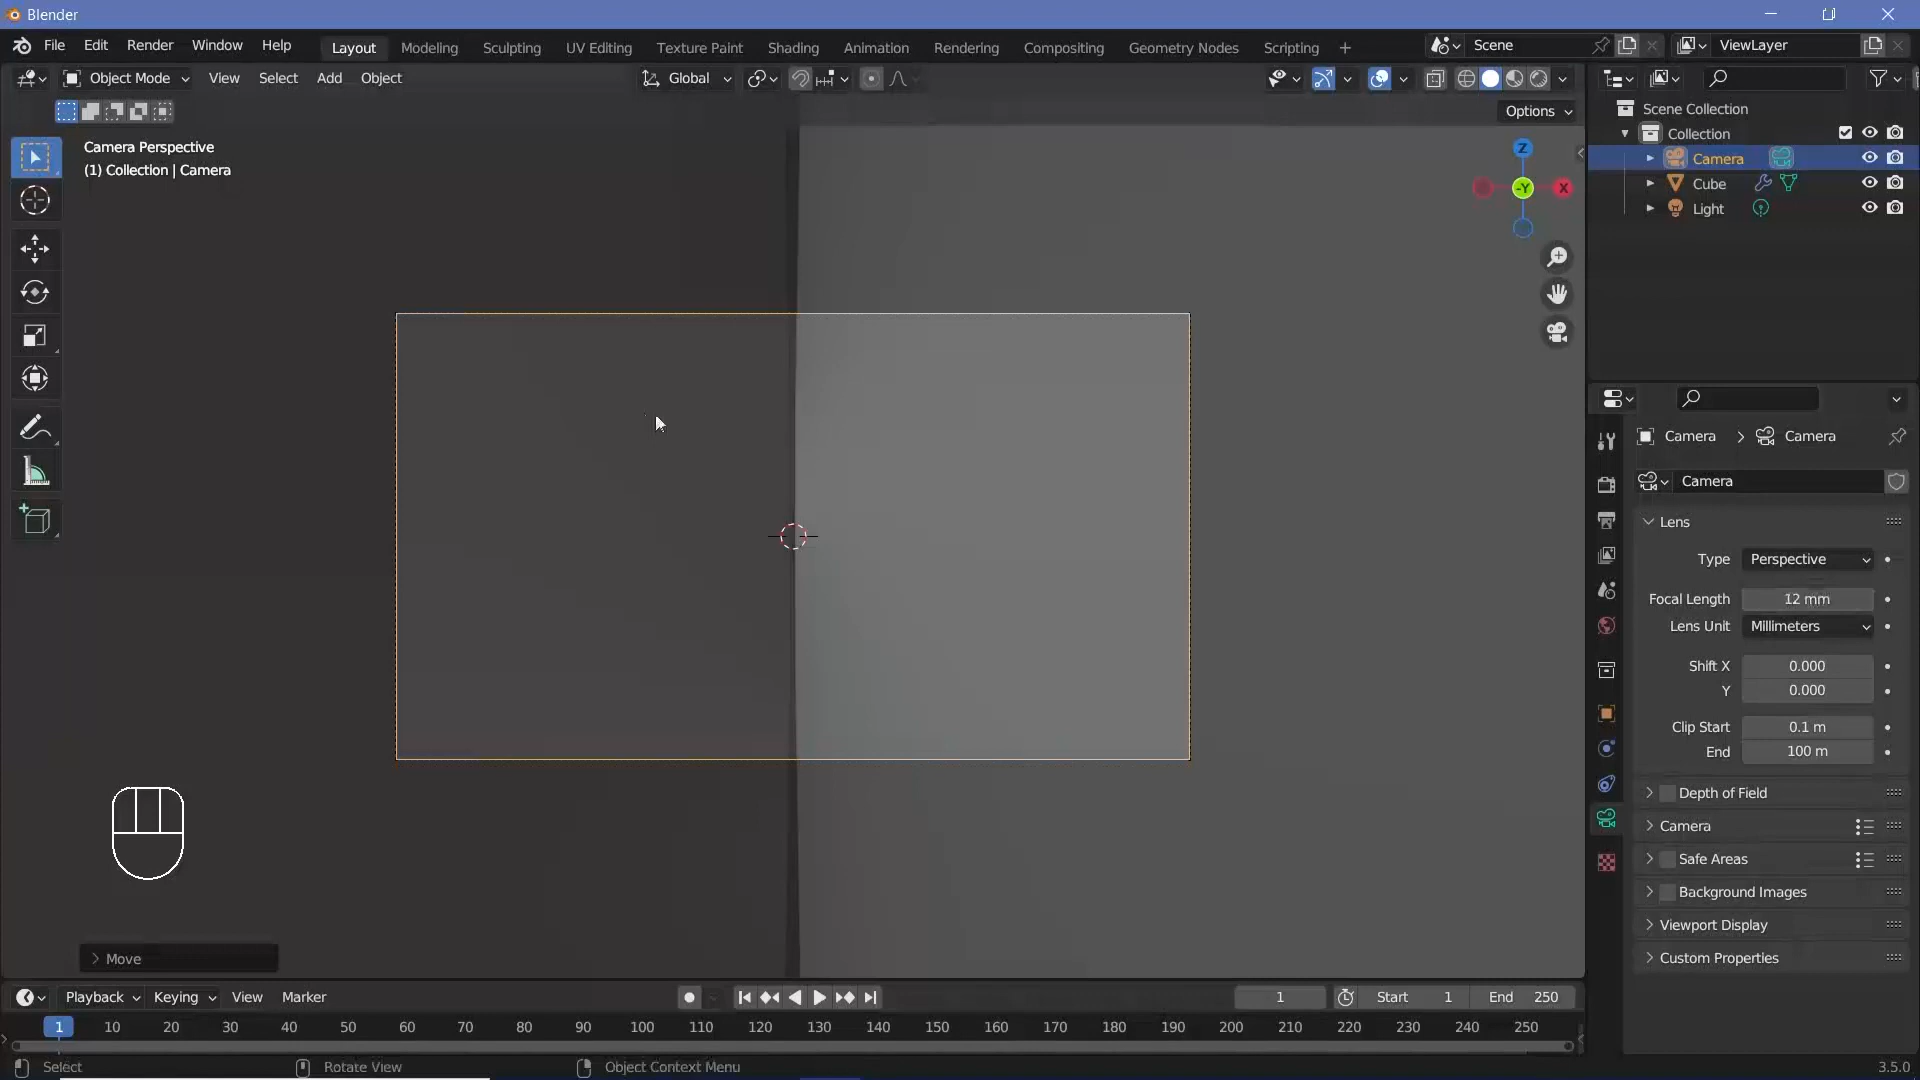 Blender
File Edit Render Window Help
Layout Modeling Sculpting UV Editing Texture Paint Shading Animation Rendering Compositing Geometry Nodes Scripting +
Scene
ViewLayer
Object Mode View Select Add Object
Global
Options
Camera Perspective
(1) Collection | Camera
Z
-Y
X
Scene Collection
Collection
Camera
Cube
Light
Camera > Camera
Camera
Lens
Type Perspective
Focal Length 12 mm
Lens Unit Millimeters
Shift X 0.000
Y 0.000
Clip Start 0.1 m
End 100 m
Depth of Field
Camera
Safe Areas
Background Images
Viewport Display
Custom Properties
Move
Playback Keying View Marker
1 Start 1 End 250
1 10 20 30 40 50 60 70 80 90 100 110 120 130 140 150 160 170 180 190 200 210 220 230 240 250
Select Rotate View Object Context Menu 3.5.0